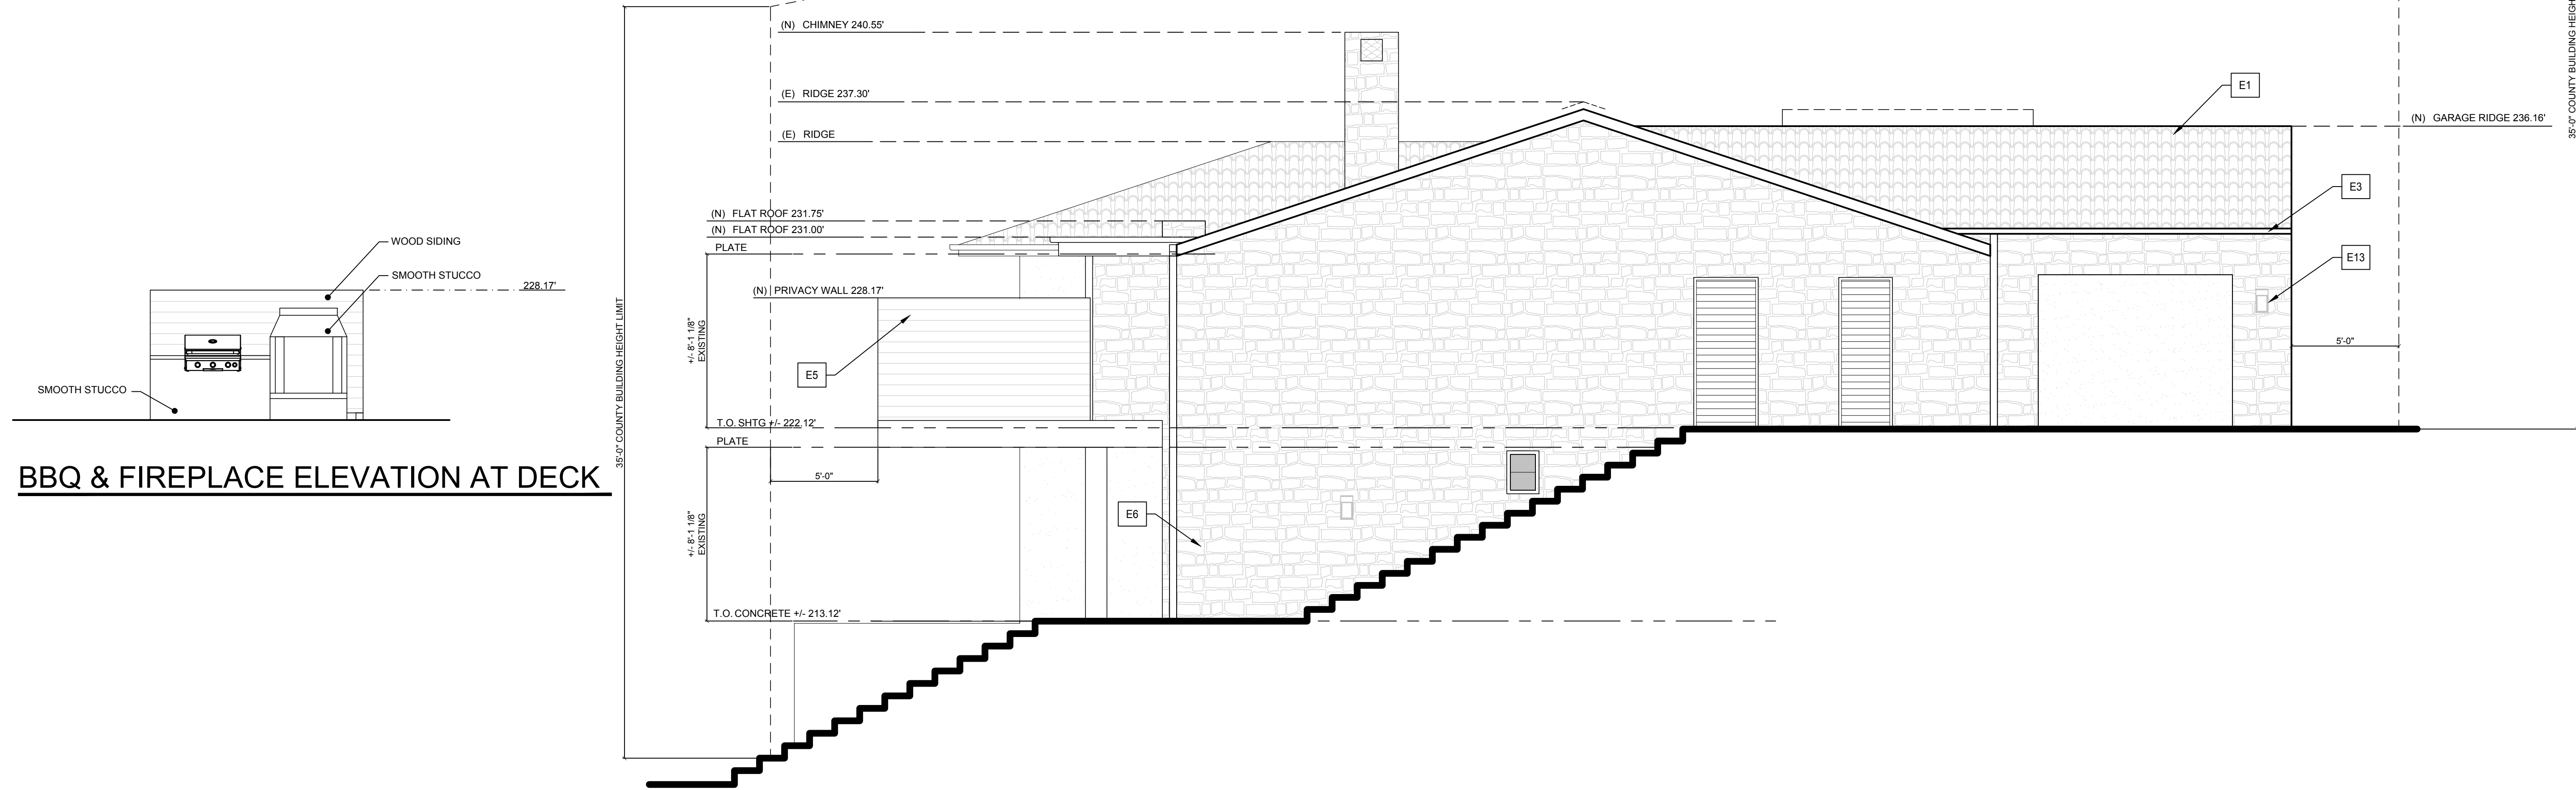 WOOD SIDING
SMOOTH STUCCO
228.17'
SMOOTH STUCCO
BBQ & FIREPLACE ELEVATION AT DECK
35'-0" COUNTY BUILDING HEIGHT LIMIT
(N) CHIMNEY 240.55'
(E) RIDGE 237.30'
(E) RIDGE
(N) FLAT ROOF 231.75'
(N) FLAT ROOF 231.00'
PLATE
(N) PRIVACY WALL 228.17'
+/- 8'-1 1/8"
EXISTING
E5
T.O. SHTG +/- 222.12'
PLATE
5'-0"
+/- 8'-1 1/8"
EXISTING
E6
T.O. CONCRETE +/- 213.12'
E1
(N) GARAGE RIDGE 236.16'
E3
E13
5'-0"
35'-0" COUNTY BUILDING HEIGH